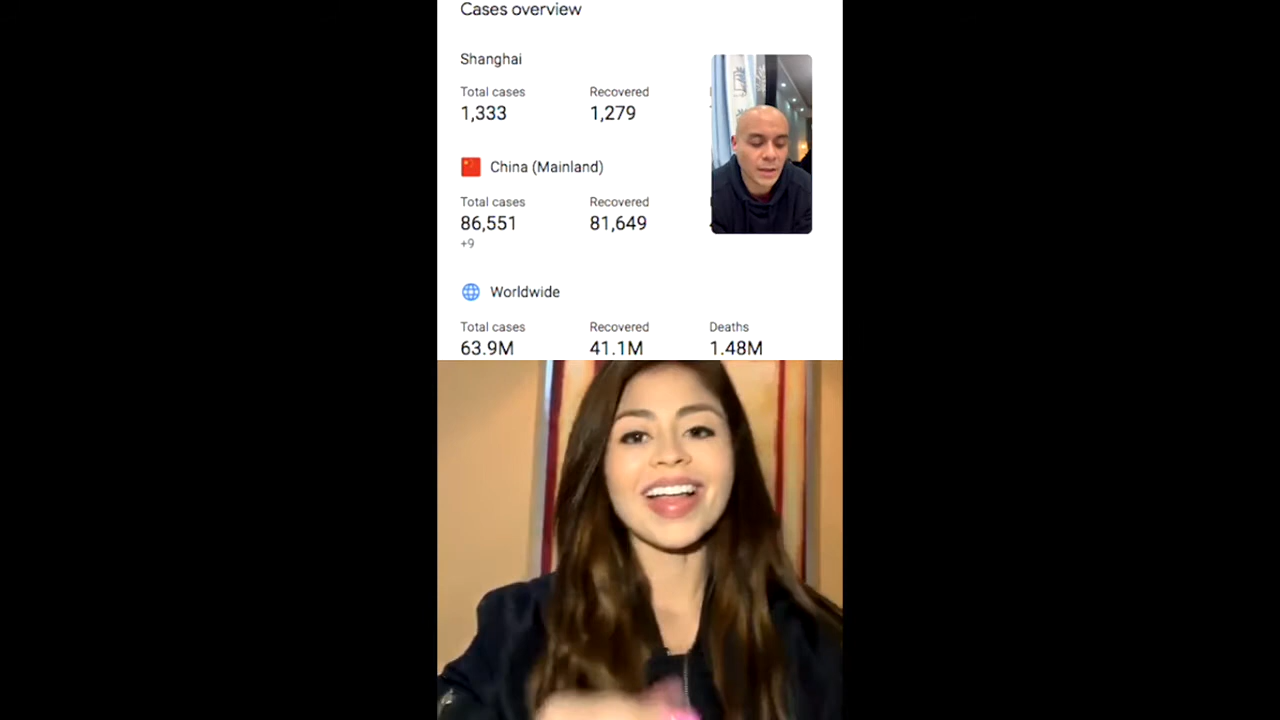 Cases overview
Shanghai
Total cases Recovered
1,333 1,279
China (Mainland)
Total cases Recovered
86,551 81,649
+9
Worldwide
Total cases Recovered Deaths
63.9M 41.1M 1.48M